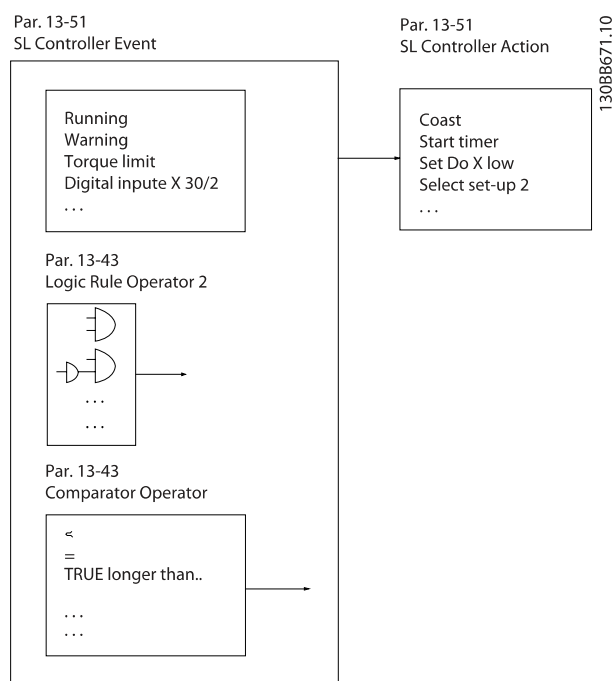 Par. 13-51
SL Controller Event
Par. 13-51
SL Controller Action
130BB671.10
Running
Warning
Torque limit
Digital inpute X 30/2
. . .
Coast
Start timer
Set Do X low
Select set-up 2
. . .
Par. 13-43
Logic Rule Operator 2
. . .
. . .
Par. 13-43
Comparator Operator
<
=
TRUE longer than..
. . .
. . .